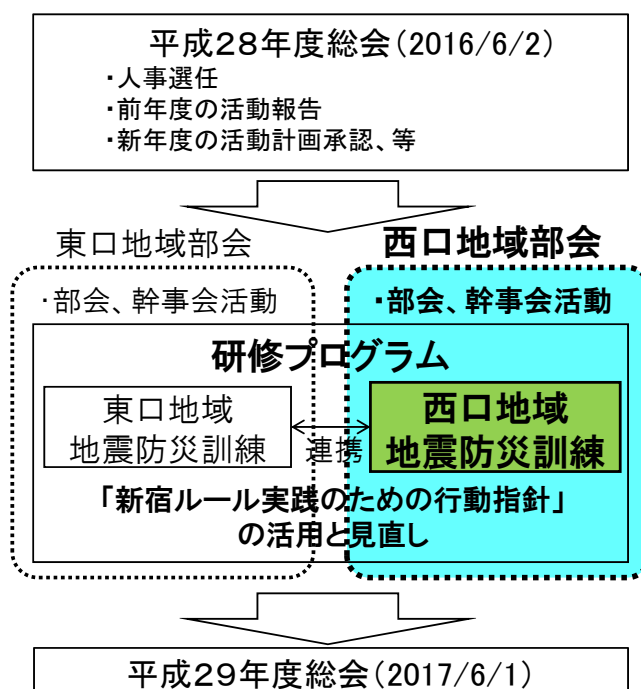 平成28年度総会(2016/6/2)
・人事選任
・前年度の活動報告
・新年度の活動計画承認、等
東口地域部会
西口地域部会
・部会、幹事会活動
・部会、幹事会活動
研修プログラム
東口地域
地震防災訓練
連携
西口地域
地震防災訓練
「新宿ルール実践のための行動指針」
の活用と見直し
平成29年度総会(2017/6/1)